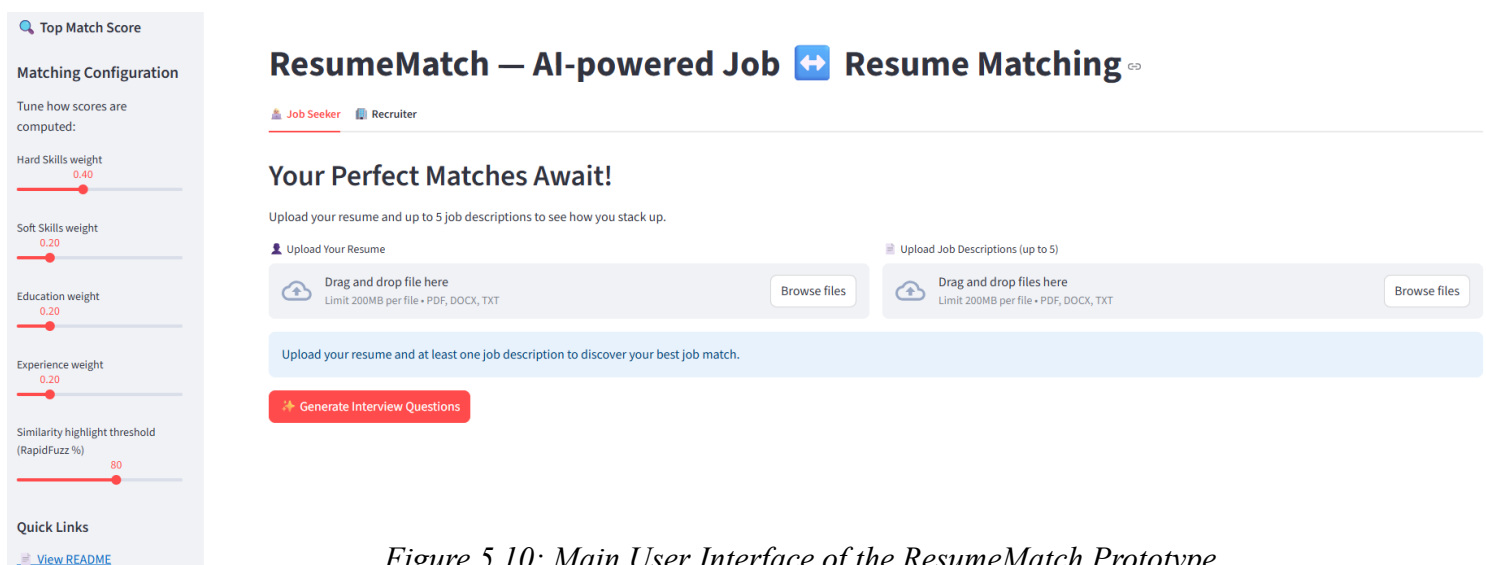 Top Match Score
Matching Configuration
Tune how scores are
computed:
Hard Skills weight
0.40
Soft Skills weight
0.20
Education weight
0.20
Experience weight
0.20
Similarity highlight threshold
(RapidFuzz %)
80
Quick Links
View README
ResumeMatch — AI-powered Job ↔ Resume Matching
Job Seeker Recruiter
Your Perfect Matches Await!
Upload your resume and up to 5 job descriptions to see how you stack up.
Upload Your Resume
Drag and drop file here
Limit 200MB per file • PDF, DOCX, TXT
Browse files
Upload Job Descriptions (up to 5)
Drag and drop files here
Limit 200MB per file • PDF, DOCX, TXT
Browse files
Upload your resume and at least one job description to discover your best job match.
Generate Interview Questions
Figure 5.10: Main User Interface of the ResumeMatch Prototype